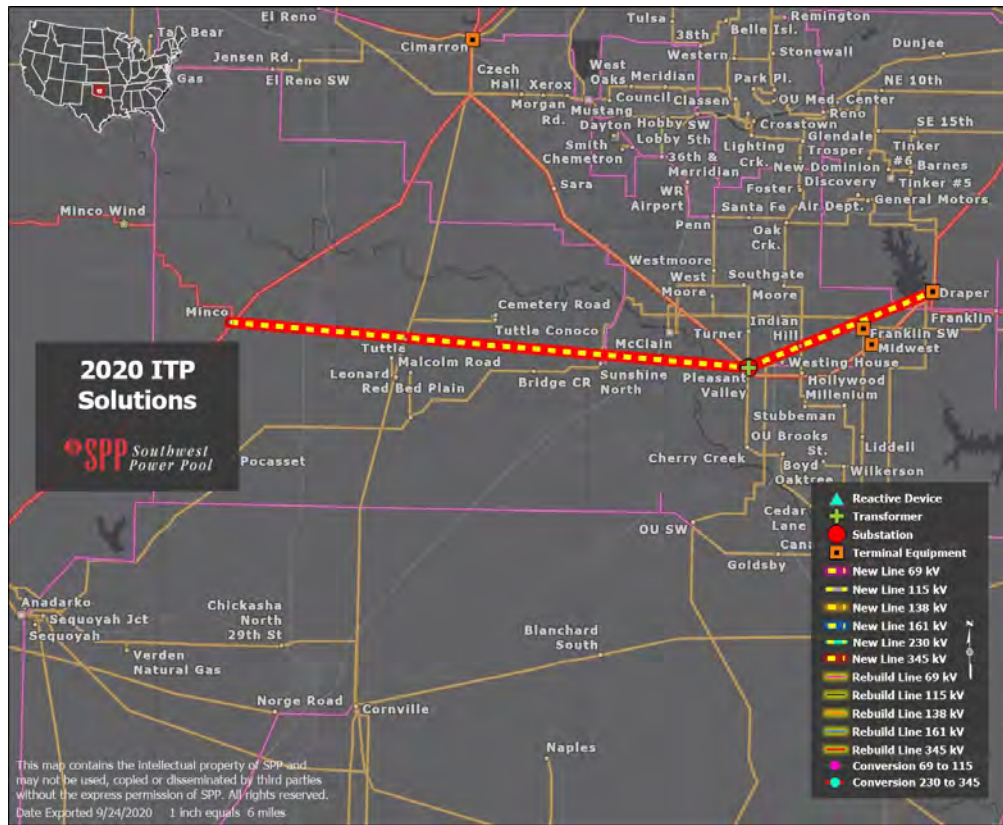 El Reno
Tulsa
38th
Remington
Belle Isl.
Cimarron
Western
Stonewall
Dunjee
Bear
Jensen Rd.
Gas
El Reno SW
Czech
Hall
Xerox
West
Oaks
Meridian
Park Pl.
NE 10th
Morgan
Rd.
Mustang
Council
Classen
OU Med. Center
Reno
Dayton
Hobby SW
Crosstown
SE 15th
Smith
Lobby 5th
Glendale
Chemetron
36th &
Merridian
Lighting
Crk.
Trosper
Tinker
#6
New Dominion
Barnes
Sara
WR
Airport
Foster
Discovery
Tinker #5
Minco Wind
Santa Fe
Air Dept.
General Motors
Penn
Oak
Crk.
Westmoore
West
Moore
Southgate
Moore
Draper
Minco
Cemetery Road
Tuttle Conoco
McClain
Turner
Indian
Hill
Franklin
Franklin SW
Midwest
Tuttle
Malcolm Road
Leonard
Red Bed Plain
Bridge CR
Sunshine
North
Pleasant
Valley
Westing House
Hollywood
Millenium
Stubbeman
2020 ITP
Solutions
SPP Southwest
Power Pool
Pocasset
OU Brooks
St.
Liddell
Cherry Creek
Boyd
Oaktree
Wilkerson
Cedar
Lane
OU SW
Cana
Goldsby
Reactive Device
Transformer
Substation
Terminal Equipment
New Line 69 kV
New Line 115 kV
New Line 138 kV
New Line 161 kV
New Line 230 kV
New Line 345 kV
Rebuild Line 69 kV
Rebuild Line 115 kV
Rebuild Line 138 kV
Rebuild Line 161 kV
Rebuild Line 345 kV
Conversion 69 to 115
Conversion 230 to 345
N
Anadarko
Sequoyah Jct
Sequoyah
Chickasha
North
29th St
Verden
Natural Gas
Blanchard
South
Norge Road
Cornville
Naples
This map contains the intellectual property of SPP and
may not be used, copied or disseminated by third parties
without the express permission of SPP. All rights reserved.
Date Exported 9/24/2020 1 inch equals 6 miles